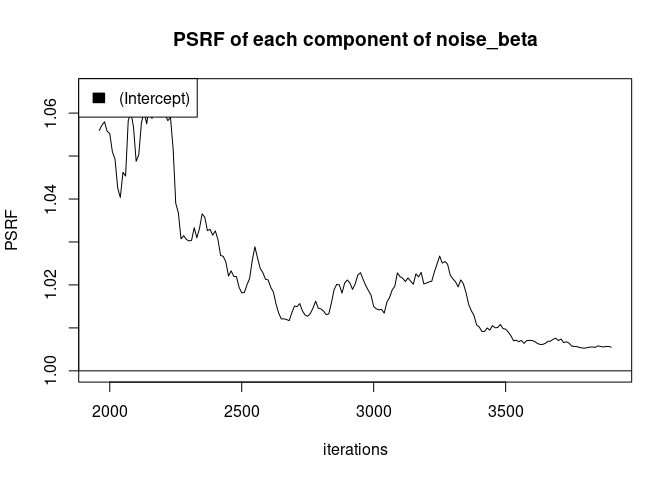 PSRF of each component of noise_beta
(Intercept)
PSRF
1.06
1.04
1.02
1.00
2000 2500 3000 3500
iterations